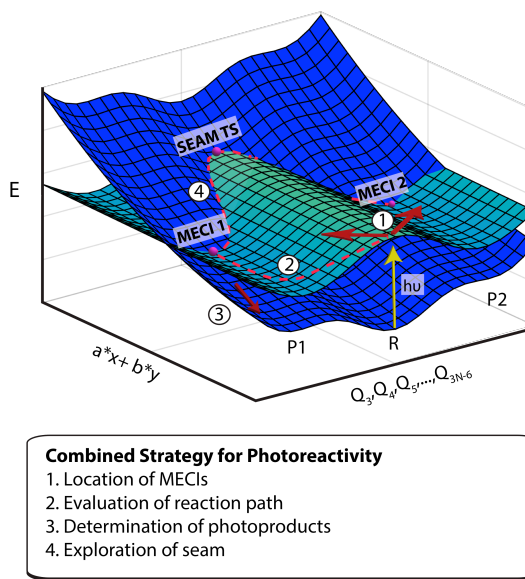 SEAM TS
MECI 2
4
1
E
MECI 1
2
hυ
3
P2
P1
R
a*x+ b*y
Q3,Q4,Q5,...,Q3N-6
Combined Strategy for Photoreactivity
1. Location of MECIs
2. Evaluation of reaction path
3. Determination of photoproducts
4. Exploration of seam